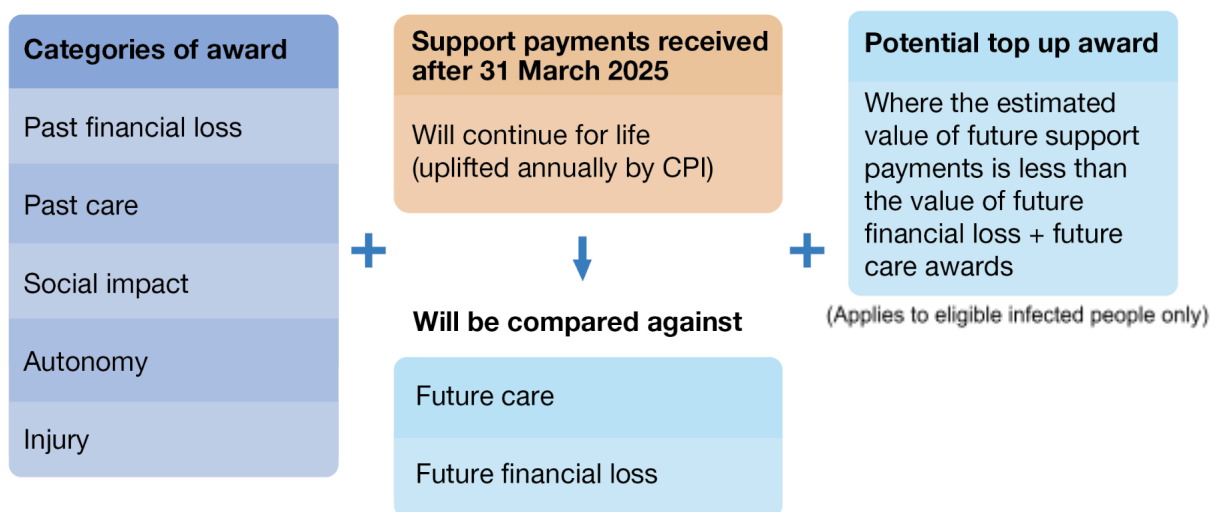 Categories of award
Past financial loss
Past care
Social impact
Autonomy
Injury
+
Support payments received
after 31 March 2025
Will continue for life
(uplifted annually by CPI)
Will be compared against
Future care
Future financial loss
+
Potential top up award
Where the estimated
value of future support
payments is less than
the value of future
financial loss + future
care awards
(Applies to eligible infected people only)